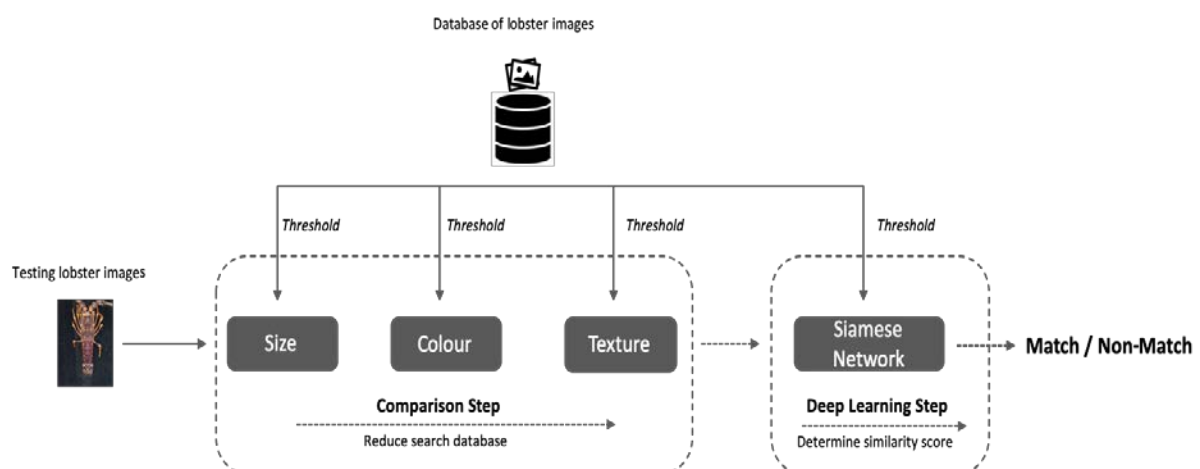 Database of lobster images
Threshold
Threshold
Threshold
Threshold
Testing lobster images
Size
Colour
Texture
Siamese
Network
Match / Non-Match
Comparison Step
Reduce search database
Deep Learning Step
Determine similarity score